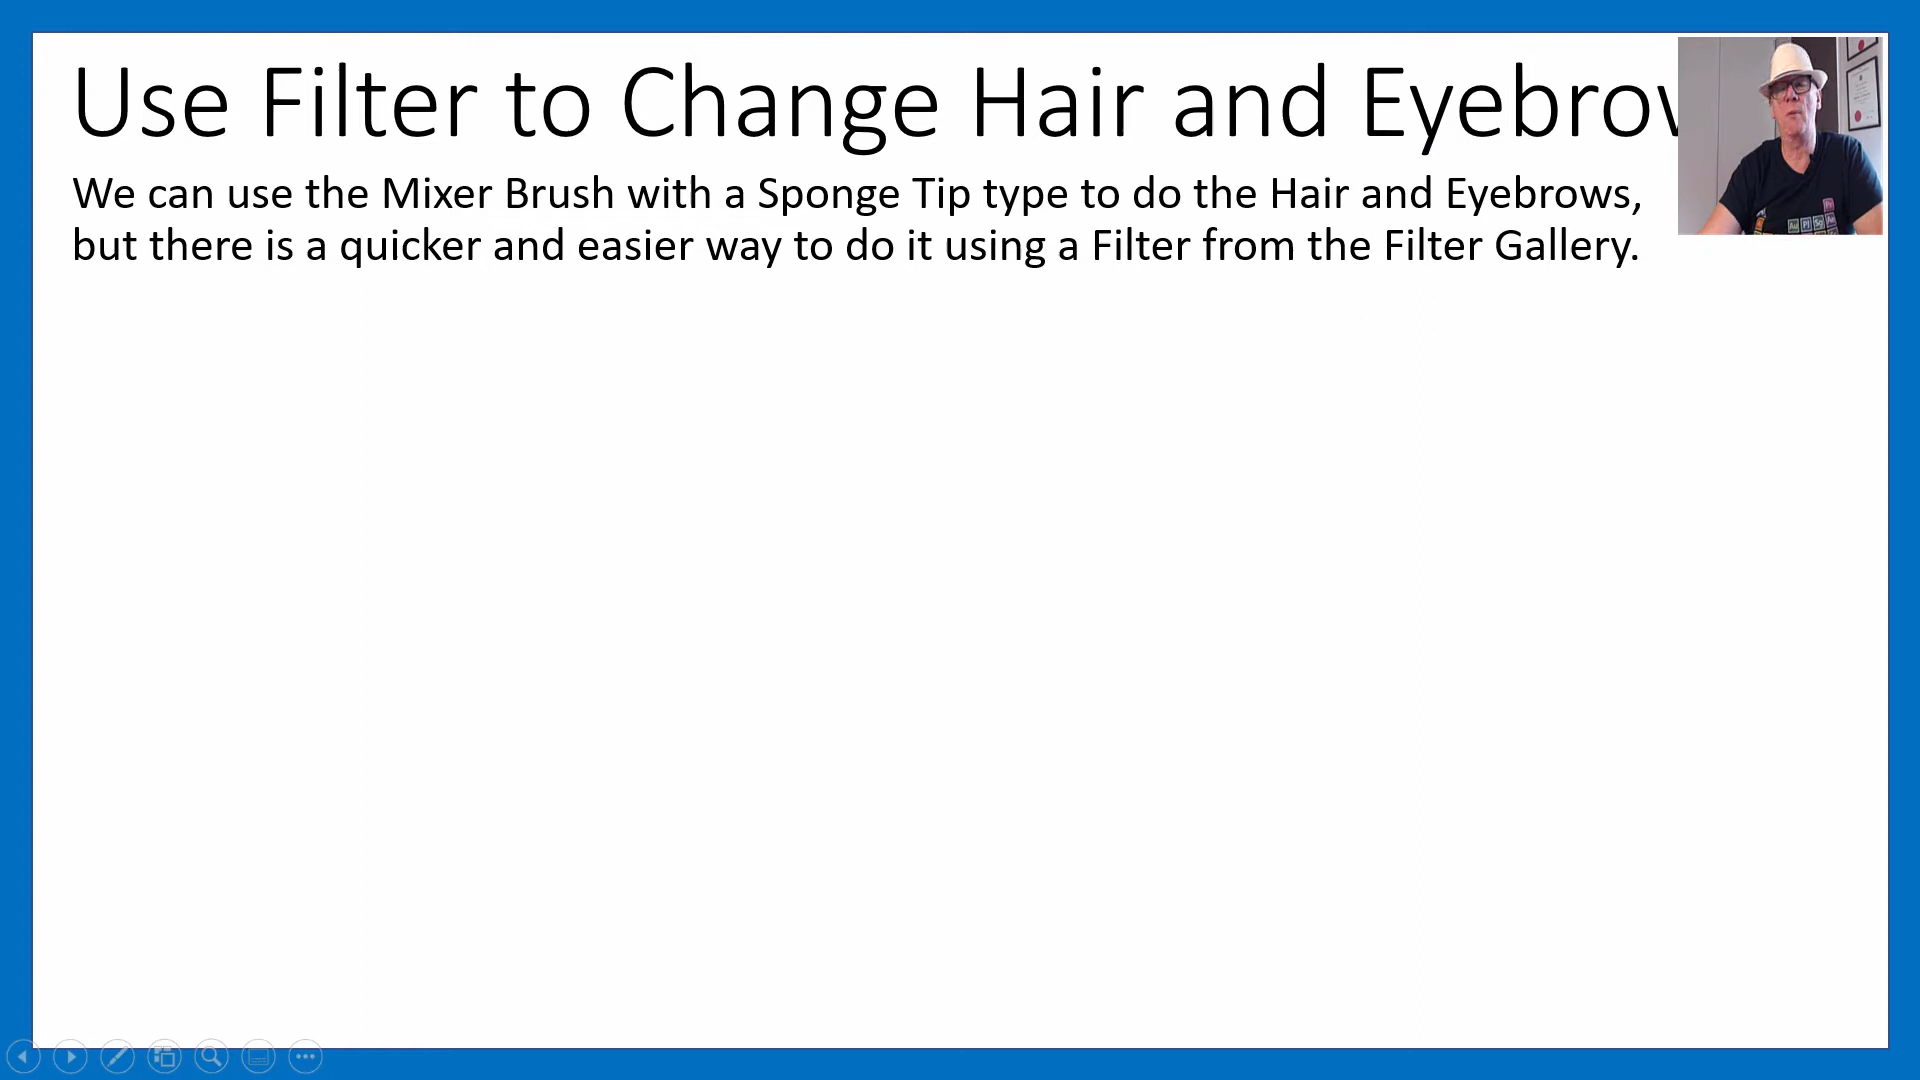 Use Filter to Change Hair and Eyebrow
We can use the Mixer Brush with a Sponge Tip type to do the Hair and Eyebrows,
but there is a quicker and easier way to do it using a Filter from the Filter Gallery.